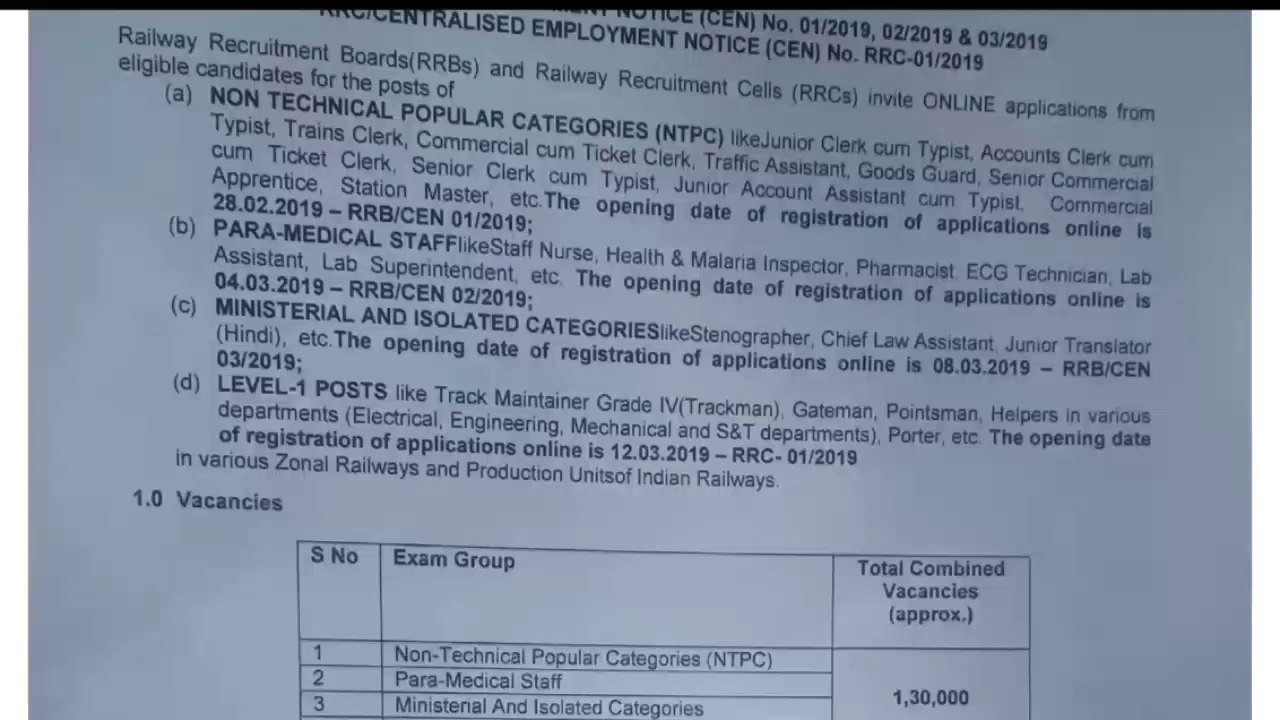 NOTICE (CEN) No. 01/2019, 02/2019 & 03/2019
RRC/CENTRALISED EMPLOYMENT NOTICE (CEN) No. RRC-01/2019
Railway Recruitment Boards(RRBs) and Railway Recruitment Cells (RRCs) invite ONLINE applications from
eligible candidates for the posts of
(a) NON TECHNICAL POPULAR CATEGORIES (NTPC) likeJunior Clerk cum Typist, Accounts Clerk cum
Typist, Trains Clerk, Commercial cum Ticket Clerk, Traffic Assistant, Goods Guard, Senior Commercial
cum Ticket Clerk, Senior Clerk cum Typist, Junior Account Assistant cum Typist, Commercial
Apprentice, Station Master, etc.The opening date of registration of applications online is
28.02.2019 – RRB/CEN 01/2019;
(b) PARA-MEDICAL STAFFlikeStaff Nurse, Health & Malaria Inspector, Pharmacist, ECG Technician, Lab
Assistant, Lab Superintendent, etc. The opening date of registration of applications online is
04.03.2019 – RRB/CEN 02/2019;
(c) MINISTERIAL AND ISOLATED CATEGORIESlikeStenographer, Chief Law Assistant, Junior Translator
(Hindi), etc.The opening date of registration of applications online is 08.03.2019 – RRB/CEN
03/2019;
(d) LEVEL-1 POSTS like Track Maintainer Grade IV(Trackman), Gateman, Pointsman, Helpers in various
departments (Electrical, Engineering, Mechanical and S&T departments), Porter, etc. The opening date
of registration of applications online is 12.03.2019 – RRC- 01/2019
in various Zonal Railways and Production Unitsof Indian Railways.
1.0 Vacancies
S No Exam Group Total Combined
Vacancies
(approx.)
1 Non-Technical Popular Categories (NTPC)
2 Para-Medical Staff
1,30,000
3 Ministerial And Isolated Categories